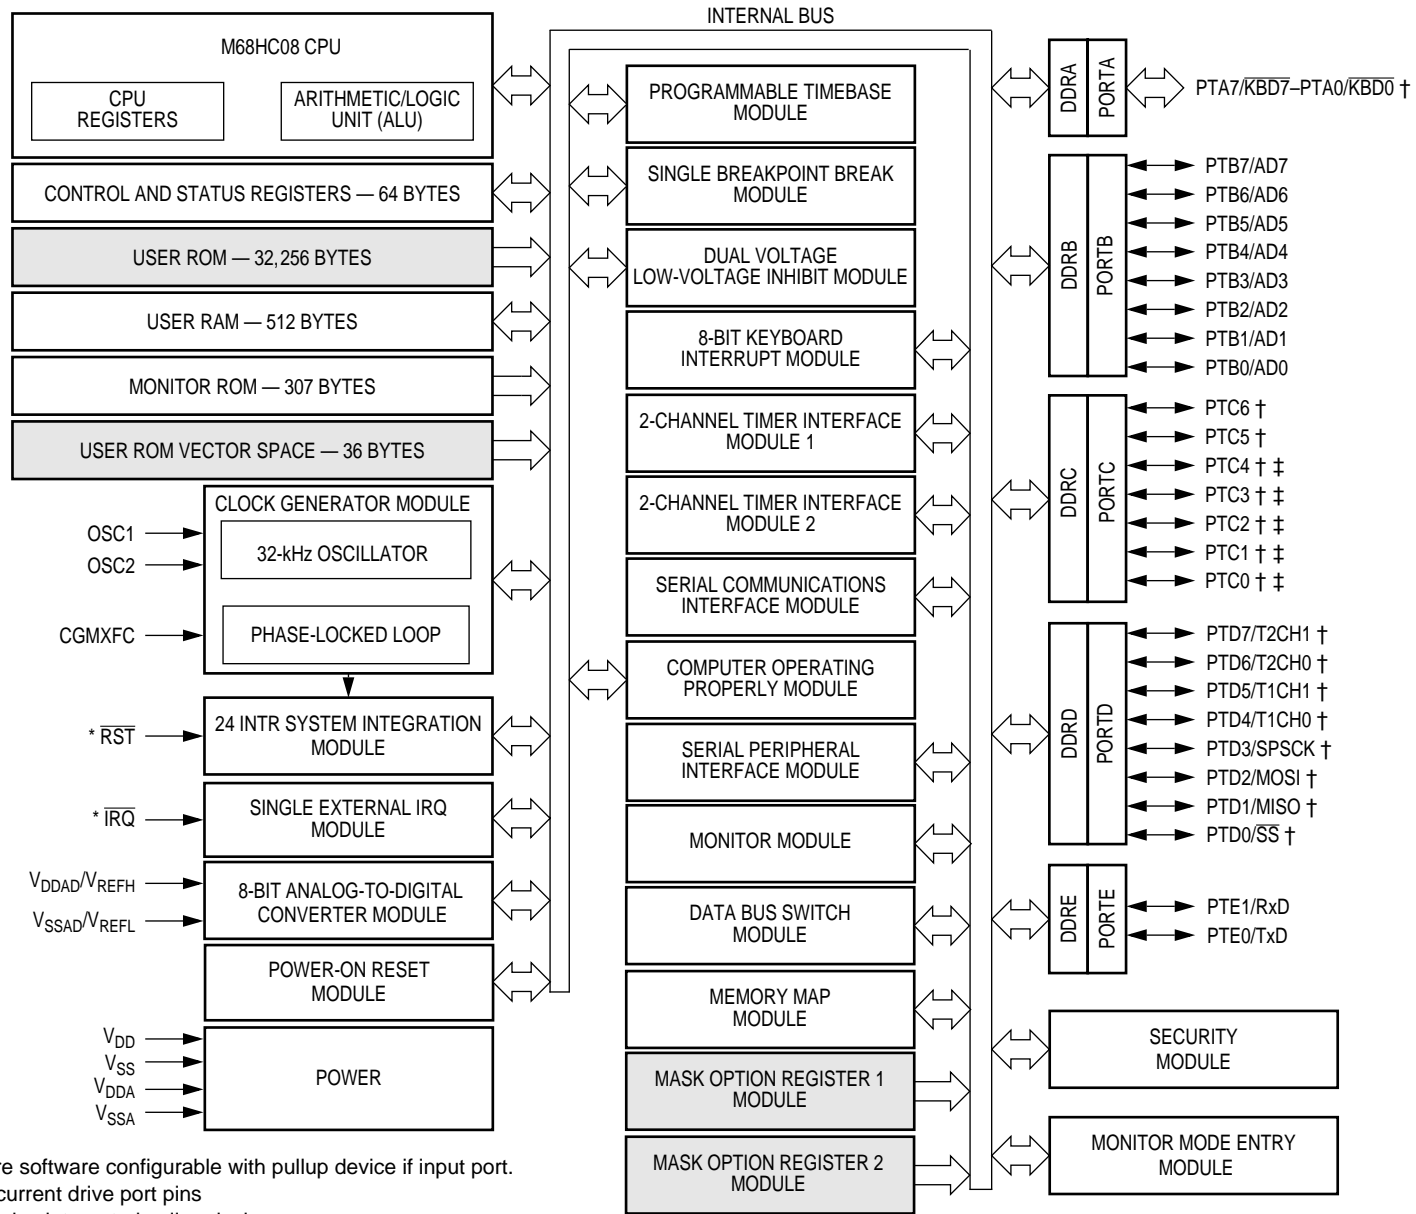 INTERNAL BUS
M68HC08 CPU
CPU
REGISTERS
ARITHMETIC/LOGIC
UNIT (ALU)
CONTROL AND STATUS REGISTERS — 64 BYTES
USER ROM — 32,256 BYTES
USER RAM — 512 BYTES
MONITOR ROM — 307 BYTES
USER ROM VECTOR SPACE — 36 BYTES
CLOCK GENERATOR MODULE
32-kHz OSCILLATOR
PHASE-LOCKED LOOP
OSC1
OSC2
CGMXFC
24 INTR SYSTEM INTEGRATION
MODULE
* R̅S̅T̅
SINGLE EXTERNAL IRQ
MODULE
* I̅R̅Q̅
8-BIT ANALOG-TO-DIGITAL
CONVERTER MODULE
VDDAD/VREFH
VSSAD/VREFL
POWER-ON RESET
MODULE
POWER
VDD
VSS
VDDA
VSSA
PROGRAMMABLE TIMEBASE
MODULE
SINGLE BREAKPOINT BREAK
MODULE
DUAL VOLTAGE
LOW-VOLTAGE INHIBIT MODULE
8-BIT KEYBOARD
INTERRUPT MODULE
2-CHANNEL TIMER INTERFACE
MODULE 1
2-CHANNEL TIMER INTERFACE
MODULE 2
SERIAL COMMUNICATIONS
INTERFACE MODULE
COMPUTER OPERATING
PROPERLY MODULE
SERIAL PERIPHERAL
INTERFACE MODULE
MONITOR MODULE
DATA BUS SWITCH
MODULE
MEMORY MAP
MODULE
MASK OPTION REGISTER 1
MODULE
MASK OPTION REGISTER 2
MODULE
DDRA
PORTA
PTA7/K̅B̅D̅7̅–PTA0/K̅B̅D̅0̅ †
DDRB
PORTB
PTB7/AD7
PTB6/AD6
PTB5/AD5
PTB4/AD4
PTB3/AD3
PTB2/AD2
PTB1/AD1
PTB0/AD0
DDRC
PORTC
PTC6 †
PTC5 †
PTC4 † ‡
PTC3 † ‡
PTC2 † ‡
PTC1 † ‡
PTC0 † ‡
DDRD
PORTD
PTD7/T2CH1 †
PTD6/T2CH0 †
PTD5/T1CH1 †
PTD4/T1CH0 †
PTD3/SPSCK †
PTD2/MOSI †
PTD1/MISO †
PTD0/S̅S̅ †
DDRE
PORTE
PTE1/RxD
PTE0/TxD
SECURITY
MODULE
MONITOR MODE ENTRY
MODULE
software configurable with pullup device if input port.
current drive port pins